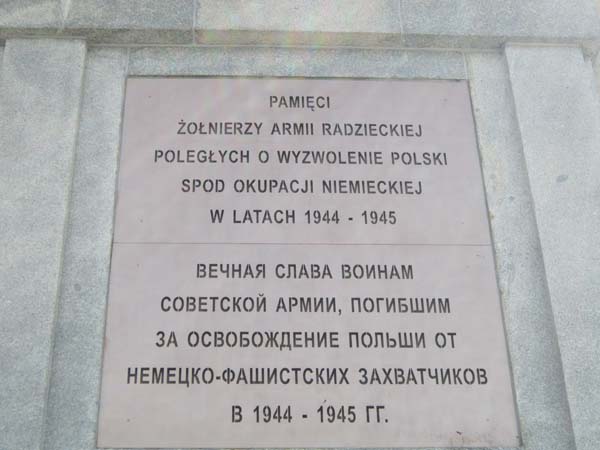 PAMIĘCI
ŻOŁNIERZY ARMII RADZIECKIEJ
POLEGŁYCH O WYZWOLENIE POLSKI
SPOD OKUPACJI NIEMIECKIEJ
W LATACH 1944 - 1945
ВЕЧНАЯ СЛАВА ВОИНАМ
СОВЕТСКОЙ АРМИИ, ПОГИБШИМ
ЗА ОСВОБОЖДЕНИЕ ПОЛЬШИ ОТ
НЕМЕЦКО-ФАШИСТСКИХ ЗАХВАТЧИКОВ
В 1944 - 1945 ГГ.